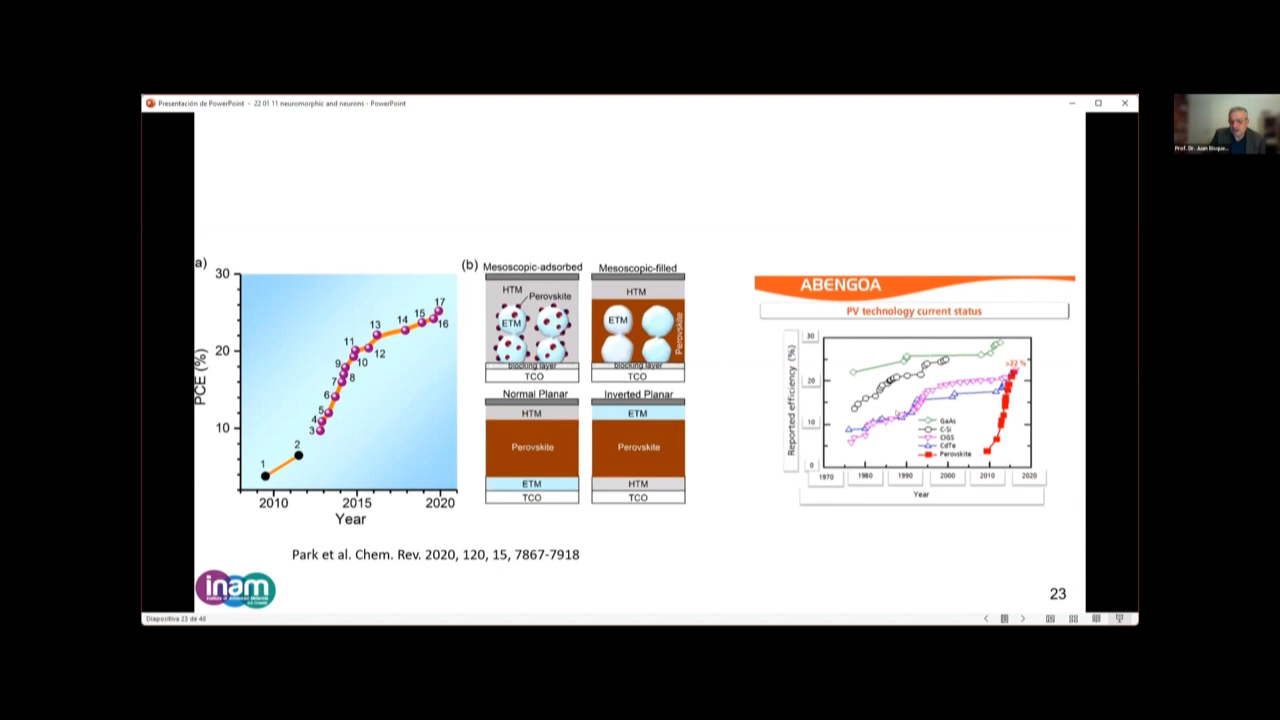 Presentación de PowerPoint - 22 01 11 neuromorphic and neurons - PowerPoint
Prof. Dr. Juan Bisque...
a)
30
20
10
PCE (%)
1
2
3
4
5
6
7
8
9
10
11
12
13
14
15
16
17
2010
2015
2020
Year
(b)
Mesoscopic-adsorbed
HTM
Perovskite
ETM
blocking layer
TCO
Mesoscopic-filled
HTM
ETM
Perovskite
blocking layer
TCO
Normal Planar
HTM
Perovskite
ETM
TCO
Inverted Planar
ETM
Perovskite
HTM
TCO
ABENGOA
PV technology current status
Reported efficiency (%)
30
20
10
0
>22 %
GaAs
C-Si
CIGS
CdTe
Perovskite
1970
1980
1990
2000
2010
2020
Year
Park et al. Chem. Rev. 2020, 120, 15, 7867-7918
inam
23
Diapositiva 23 de 48